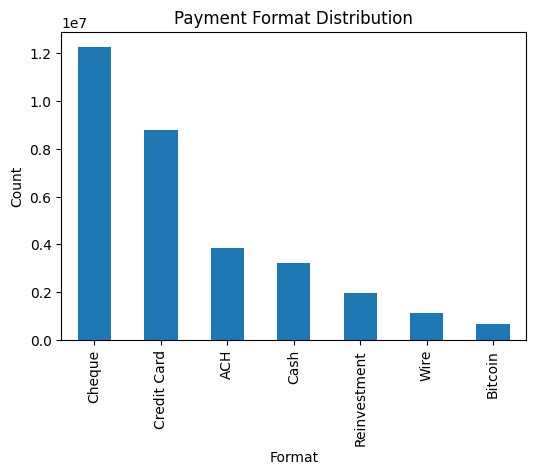 Payment Format Distribution
1e7
1.2
1.0
0.8
0.6
0.4
0.2
0.0
Count
Cheque
Credit Card
ACH
Cash
Reinvestment
Wire
Bitcoin
Format